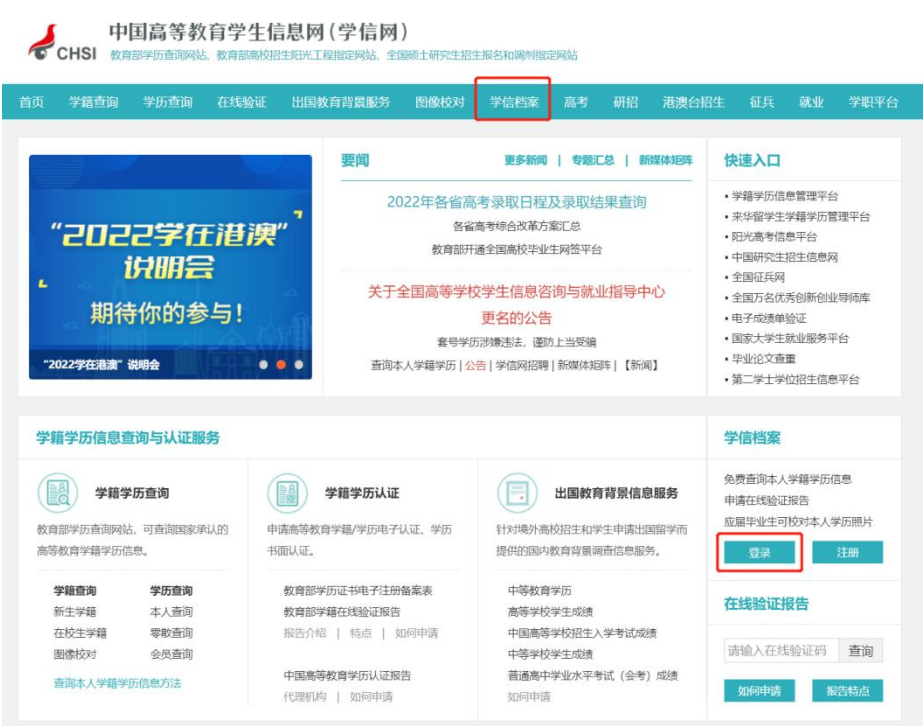 中国高等教育学生信息网(学信网)
CHSI 教育部学历查询网站、教育部高校招生阳光工程指定网站、全国硕士研究生招生报名和调剂指定网站
首页 学籍查询 学历查询 在线验证 出国教育背景服务 图像校对 学信档案 高考 研招 港澳台招生 征兵 就业 学职平台
“2022学在港澳”
说明会
期待你的参与!
“2022学在港澳”说明会
要闻 更多新闻 | 专题汇总 | 新媒体矩阵
2022年各省高考录取日程及录取结果查询
各省高考综合改革方案汇总
教育部开通全国高校毕业生网签平台
关于全国高等学校学生信息咨询与就业指导中心
更名的公告
套号学历涉嫌违法,谨防上当受骗
查询本人学籍学历 | 公告 | 学信网招聘 | 新媒体矩阵 | 【新闻】
快速入口
• 学籍学历信息管理平台
• 来华留学生学籍学历管理平台
• 阳光高考信息平台
• 中国研究生招生信息网
• 全国征兵网
• 全国万名优秀创新创业导师库
• 电子成绩单验证
• 国家大学生就业服务平台
• 毕业论文查重
• 第二学士学位招生信息平台
学籍学历信息查询与认证服务
学籍学历查询
教育部学历查询网站,可查询国家承认的
高等教育学籍学历信息。
学籍查询 学历查询
新生学籍 本人查询
在校生学籍 零散查询
图像校对 会员查询
查询本人学籍学历信息方法
学籍学历认证
申请高等教育学籍/学历电子认证、学历
书面认证。
教育部学历证书电子注册备案表
教育部学籍在线验证报告
报告介绍 | 特点 | 如何申请
中国高等教育学历认证报告
代理机构 | 如何申请
出国教育背景信息服务
针对境外高校招生和学生申请出国留学而
提供的国内教育背景调查信息服务。
中等教育学历
高等学校学生成绩
中国高等学校招生入学考试成绩
中等学校学生成绩
普通高中学业水平考试(会考)成绩
如何申请
学信档案
免费查询本人学籍学历信息
申请在线验证报告
应届毕业生可校对本人学历照片
登录 注册
在线验证报告
请输入在线验证码 查询
如何申请 报告特点